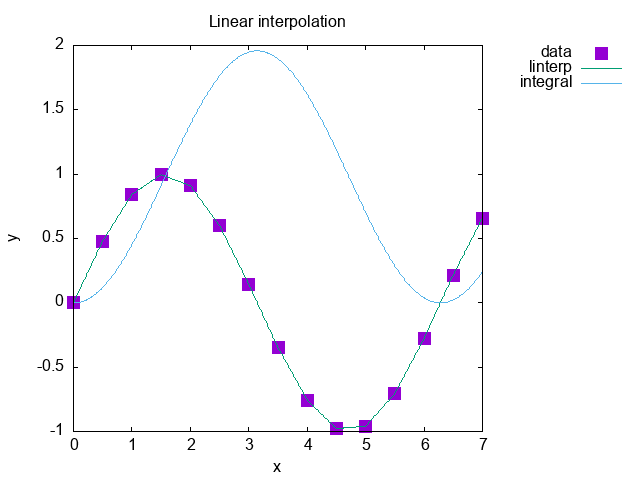 Linear interpolation
data
linterp
integral
2
1.5
1
0.5
0
-0.5
-1
y
0 1 2 3 4 5 6 7
x